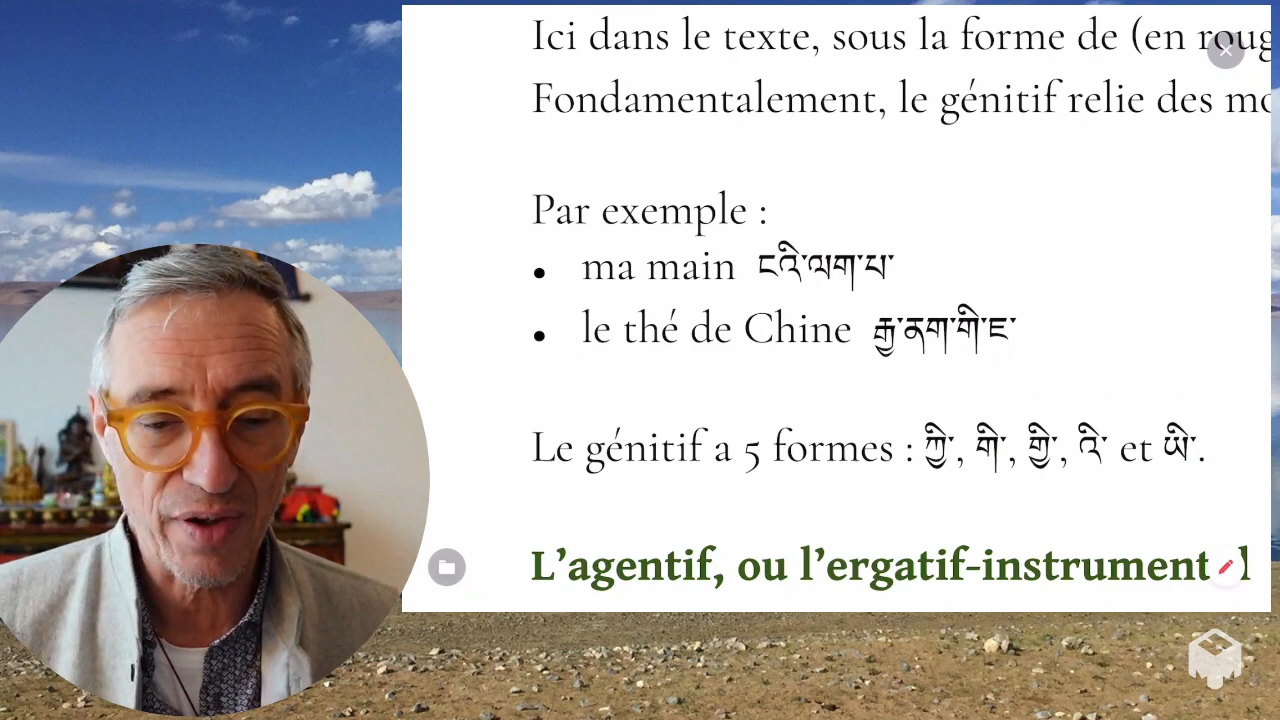 Ici dans le texte, sous la forme de (en roug
Fondamentalement, le génitif relie des mo
Par exemple :
• ma main ངའི་ལག་པ་
• le thé de Chine རྒྱ་ནག་གི་ཇ་
Le génitif a 5 formes : ཀྱི་, གི་, གྱི་, འི་ et ཡི་.
L’agentif, ou l’ergatif-instrument l